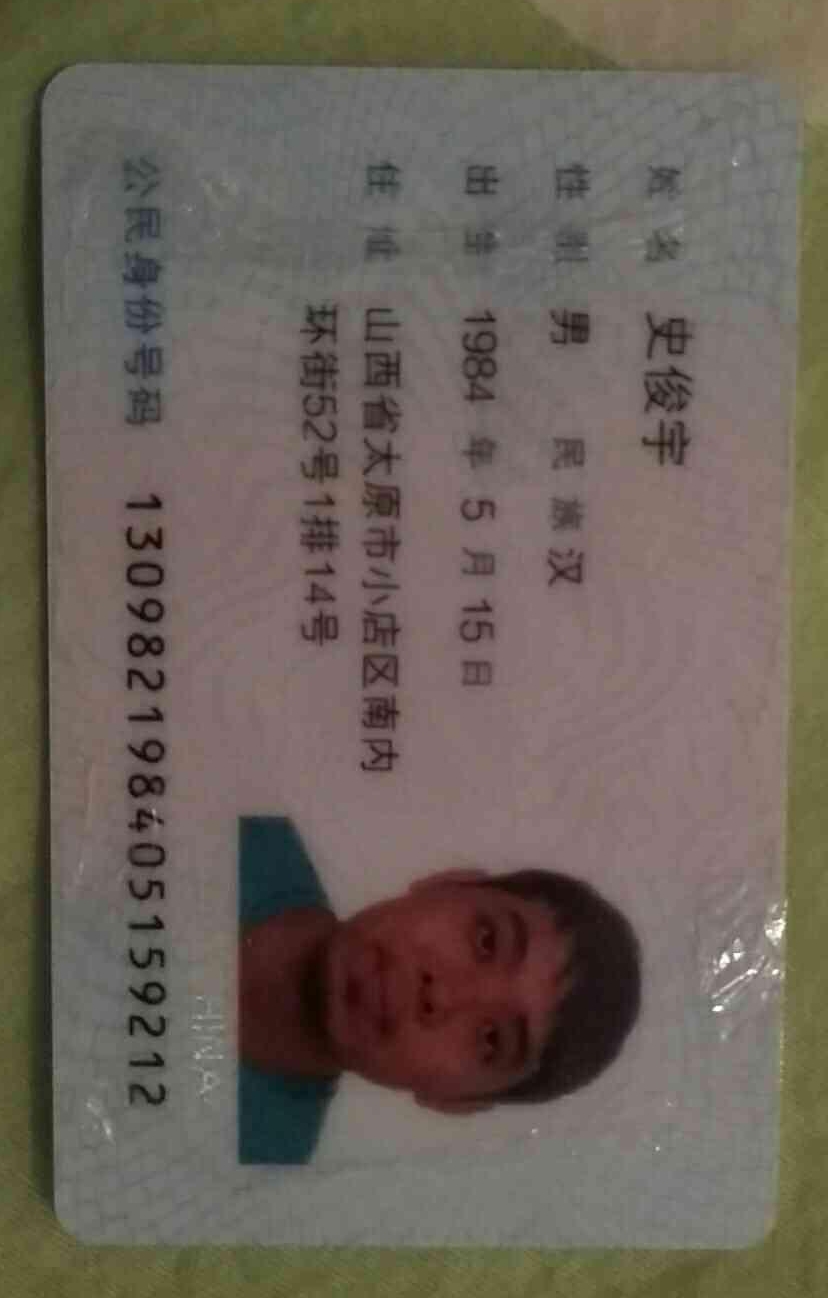 姓名 史俊宇
性别 男 民族 汉
出生 1984 年 5 月 15 日
住址 山西省太原市小店区南内
环街52号1排14号
公民身份号码 130982198405159212